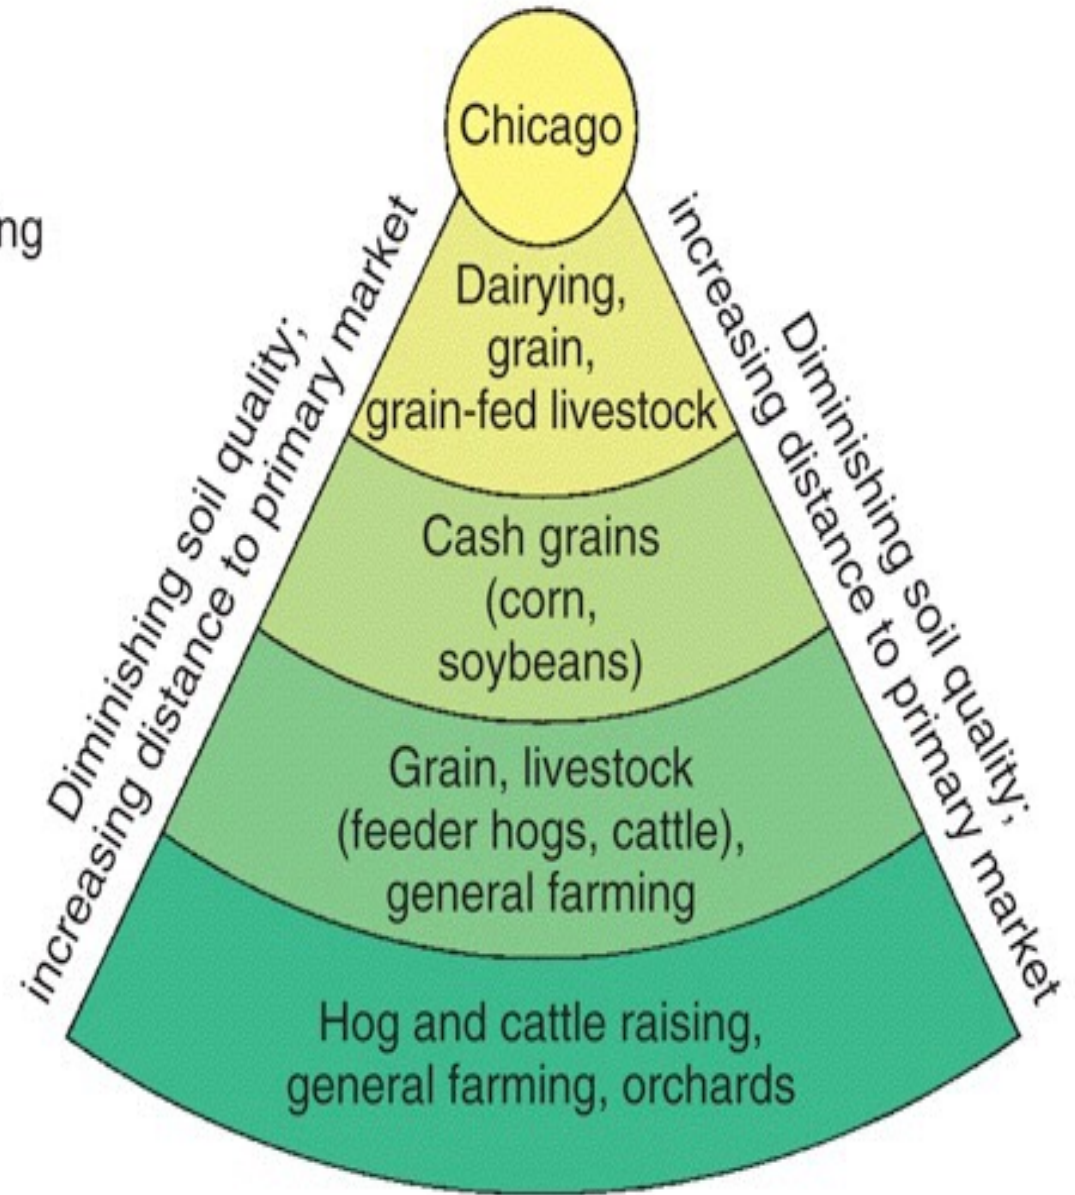 Chicago
ng
Dairying,
grain,
grain-fed livestock
Cash grains
(corn,
soybeans)
Grain, livestock
(feeder hogs, cattle),
general farming
Hog and cattle raising,
general farming, orchards
Diminishing soil quality;
increasing distance to primary market
Diminishing soil quality;
increasing distance to primary market